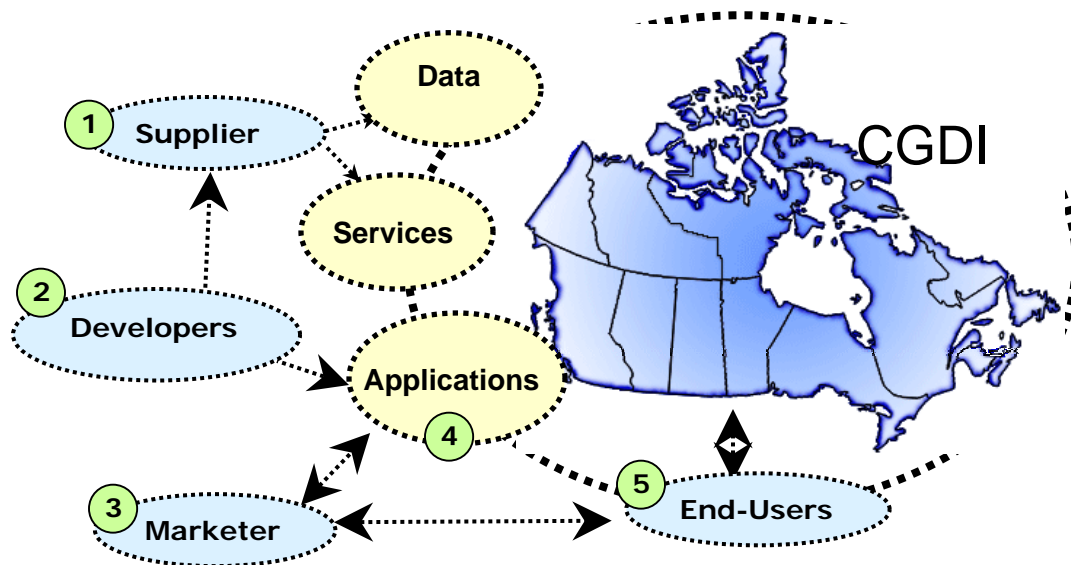 Data
CGDI
1
Supplier
Services
2
Developers
Applications
4
5
End-Users
3
Marketer